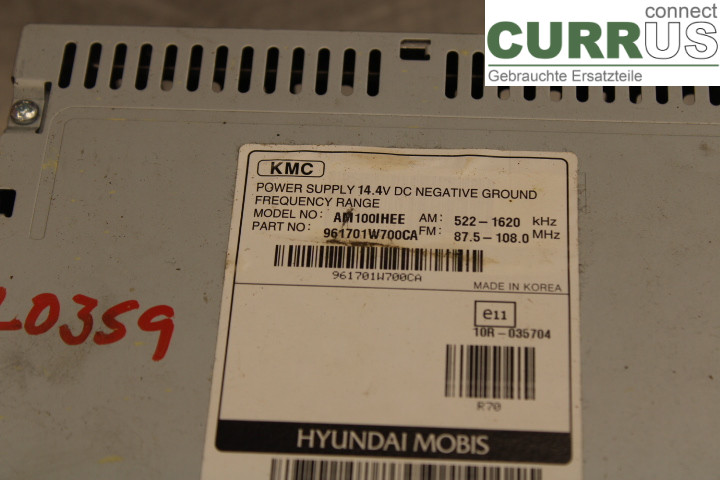 connect
CURRUS
Gebrauchte Ersatzteile
KMC
POWER SUPPLY 14.4V DC NEGATIVE GROUND
FREQUENCY RANGE
MODEL NO: AM100IHEE AM: 522-1620 kHz
PART NO: 961701W700CA FM: 87.5-108.0 MHz
961701W700CA
MADE IN KOREA
e11
10R-035704
0359
R70
HYUNDAI MOBIS